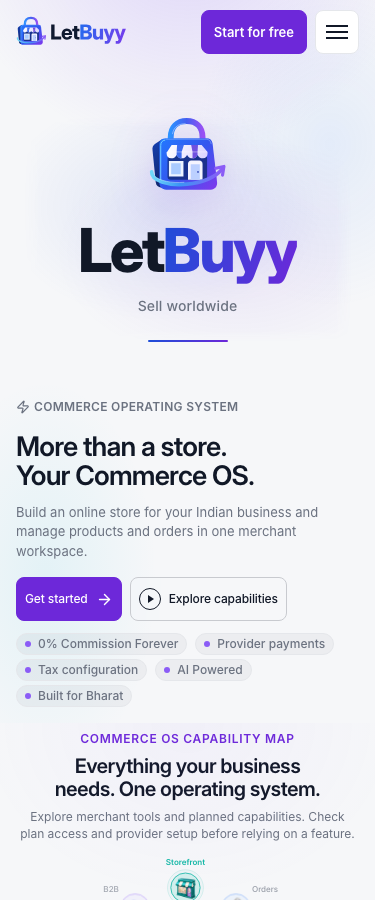 LetBuyy
Start for free
LetBuyy
Sell worldwide
COMMERCE OPERATING SYSTEM
More than a store.
Your Commerce OS.
Build an online store for your Indian business and
manage products and orders in one merchant
workspace.
Get started
Explore capabilities
0% Commission Forever
Provider payments
Tax configuration
AI Powered
Built for Bharat
COMMERCE OS CAPABILITY MAP
Everything your business
needs. One operating system.
Explore merchant tools and planned capabilities. Check
plan access and provider setup before relying on a feature.
Storefront
B2B
Orders